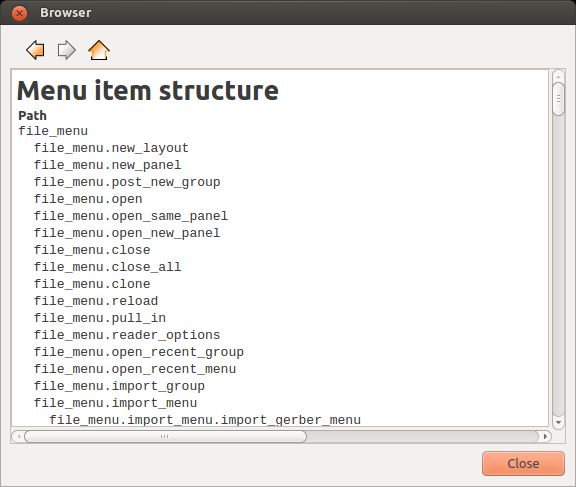 Browser
Menu item structure
Path
file_menu
file_menu.new_layout
file_menu.new_panel
file_menu.post_new_group
file_menu.open
file_menu.open_same_panel
file_menu.open_new_panel
file_menu.close
file_menu.close_all
file_menu.clone
file_menu.reload
file_menu.pull_in
file_menu.reader_options
file_menu.open_recent_group
file_menu.open_recent_menu
file_menu.import_group
file_menu.import_menu
file_menu.import_menu.import_gerber_menu
Close